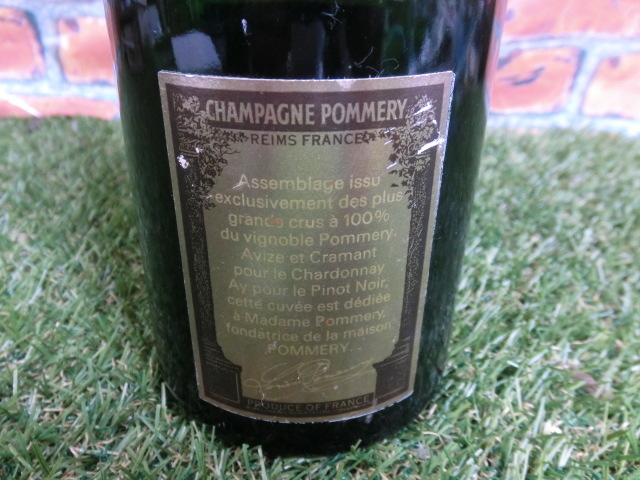 CHAMPAGNE POMMERY
REIMS FRANCE
Assemblage issu
exclusivement des plus
grands crus à 100%
du vignoble Pommery.
Avize et Cramant
pour le Chardonnay
Ay pour le Pinot Noir,
cette cuvée est dédiée
à Madame Pommery,
fondatrice de la maison
POMMERY.
PRODUCE OF FRANCE